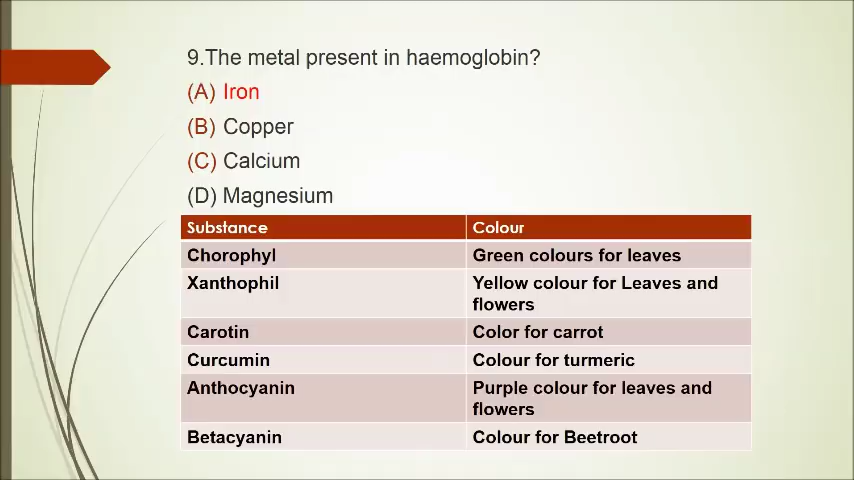 9.The metal present in haemoglobin?
(A) Iron
(B) Copper
(C) Calcium
(D) Magnesium
Substance Colour
Chorophyl Green colours for leaves
Xanthophil Yellow colour for Leaves and
flowers
Carotin Color for carrot
Curcumin Colour for turmeric
Anthocyanin Purple colour for leaves and
flowers
Betacyanin Colour for Beetroot